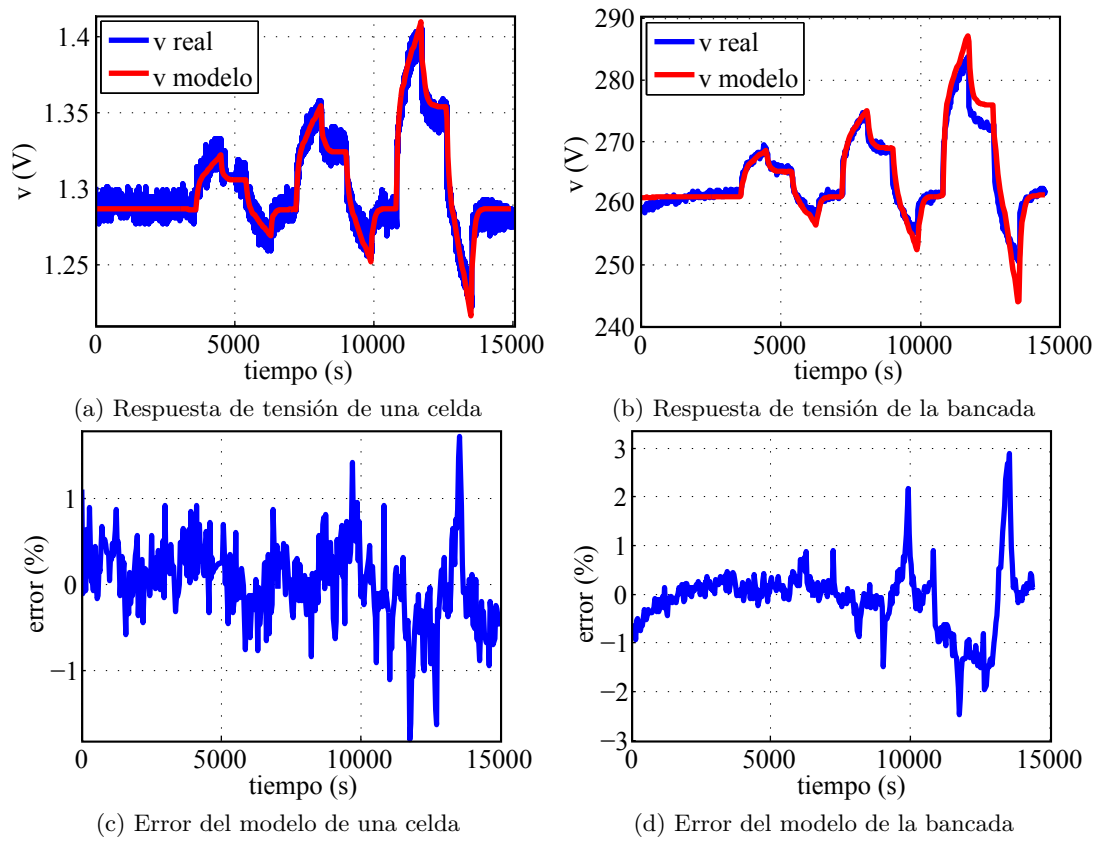 v (V)
1.4
1.35
1.3
1.25
v real
v modelo
0
5000
10000
15000
tiempo (s)
(a) Respuesta de tensión de una celda
v (V)
290
280
270
260
250
240
v real
v modelo
0
5000
10000
15000
tiempo (s)
(b) Respuesta de tensión de la bancada
error (%)
1
0
−1
0
5000
10000
15000
tiempo (s)
(c) Error del modelo de una celda
error (%)
3
2
1
0
−1
−2
−3
0
5000
10000
15000
tiempo (s)
(d) Error del modelo de la bancada